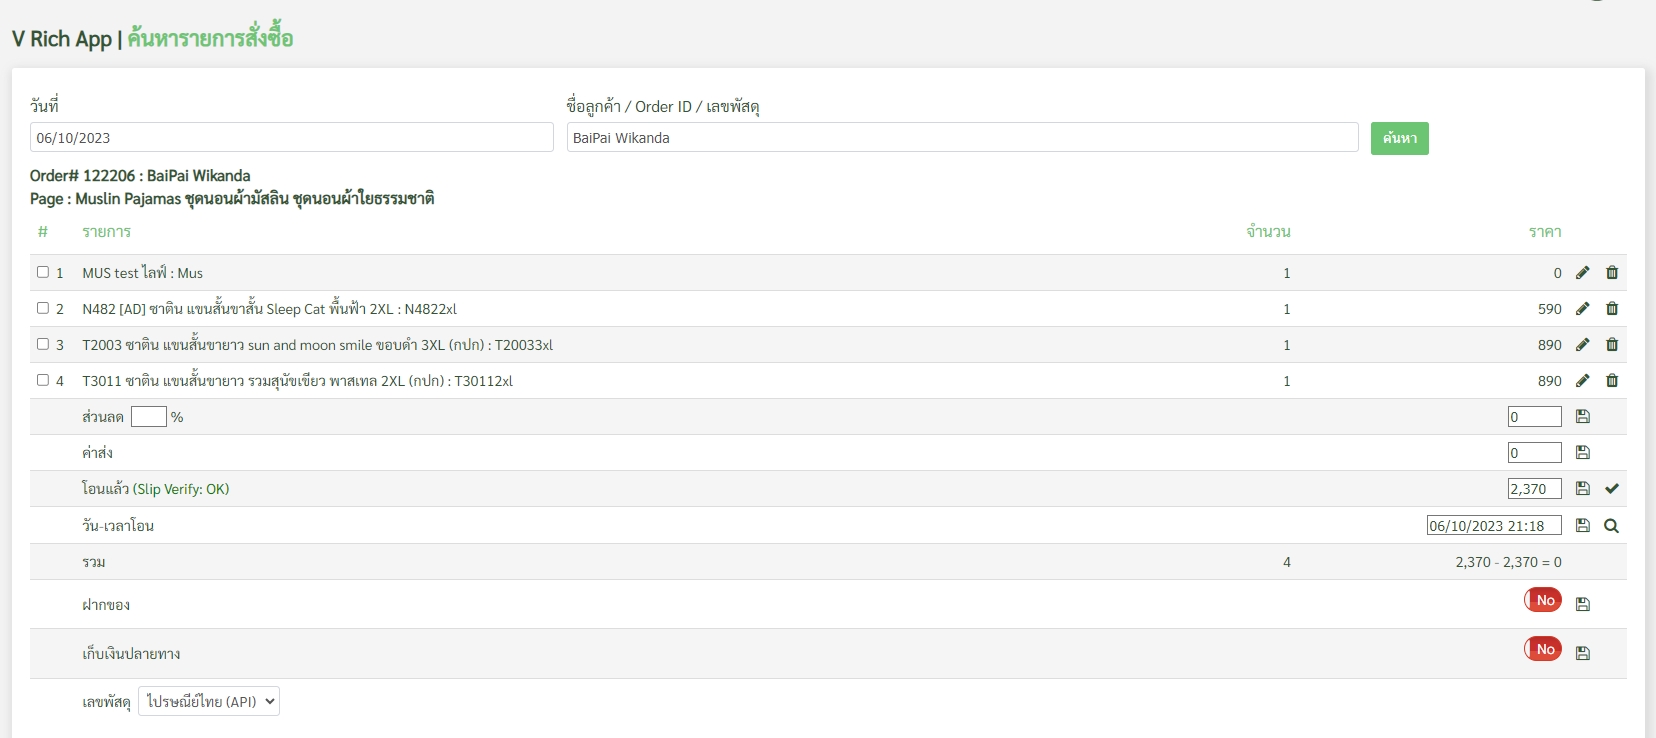 V Rich App | ค้นหารายการสั่งซื้อ
วันที่
ชื่อลูกค้า / Order ID / เลขพัสดุ
06/10/2023
BaiPai Wikanda
ค้นหา
Order# 122206 : BaiPai Wikanda
Page : Muslin Pajamas ชุดนอนผ้ามัสลิน ชุดนอนผ้าใยธรรมชาติ
# รายการ จำนวน ราคา
1 MUS test ไลฟ์ : Mus 1 0
2 N482 [AD] ซาติน แขนสั้นขาสั้น Sleep Cat พื้นฟ้า 2XL : N4822xl 1 590
3 T2003 ซาติน แขนสั้นขายาว sun and moon smile ขอบดำ 3XL (กปก) : T20033xl 1 890
4 T3011 ซาติน แขนสั้นขายาว รวมสุนัขเขียว พาสเทล 2XL (กปก) : T30112xl 1 890
ส่วนลด % 0
ค่าส่ง 0
โอนแล้ว (Slip Verify: OK) 2,370
วัน-เวลาโอน 06/10/2023 21:18
รวม 4 2,370 - 2,370 = 0
ฝากของ No
เก็บเงินปลายทาง No
เลขพัสดุ ไปรษณีย์ไทย (API)